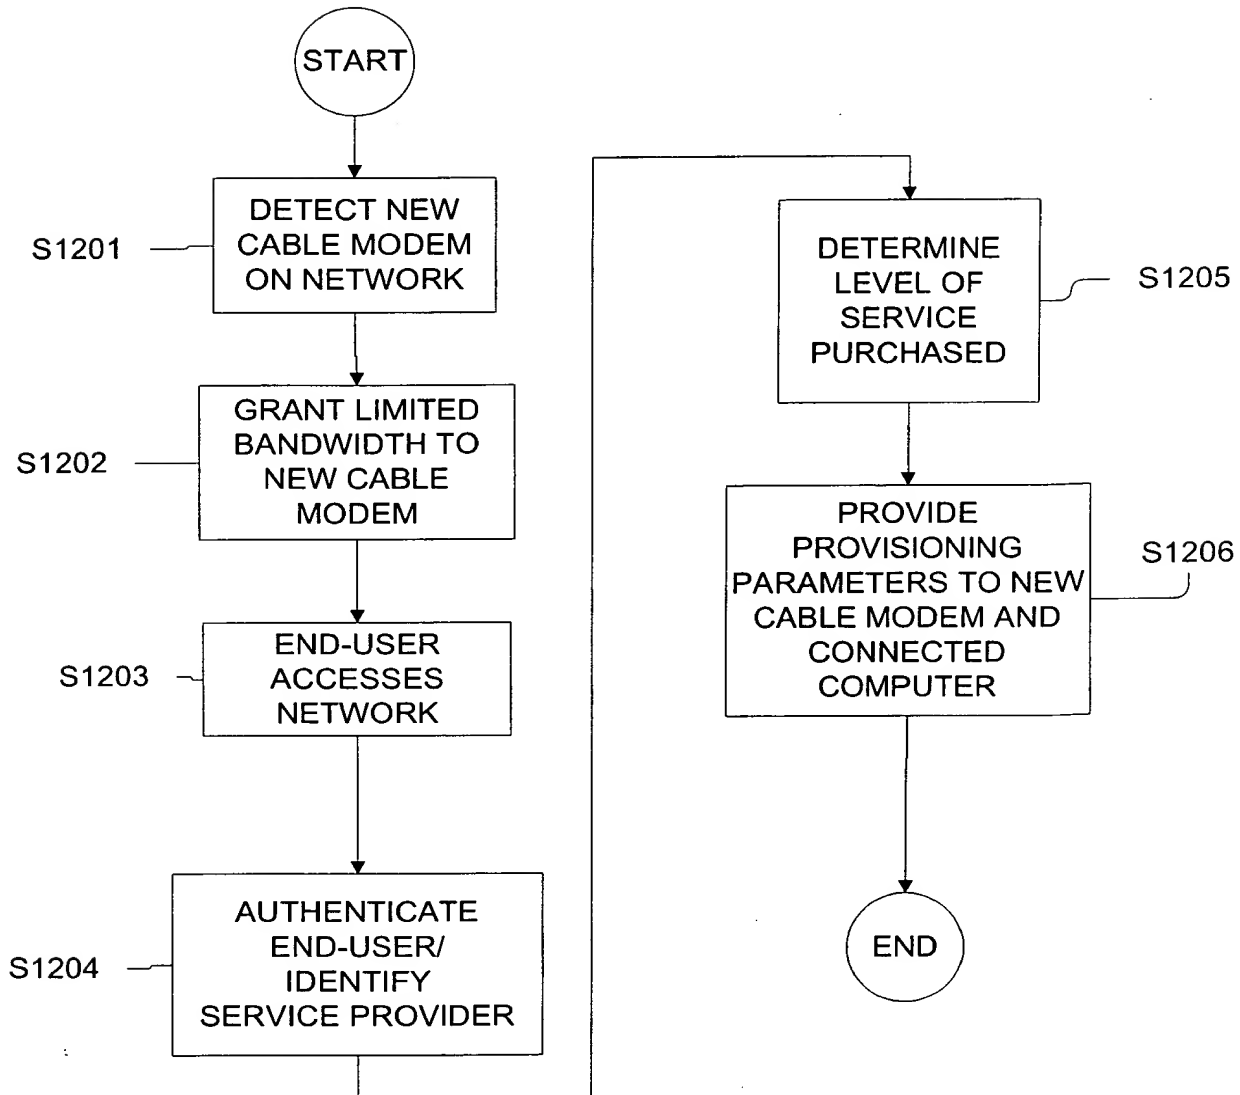 START
S1201
DETECT NEW
CABLE MODEM
ON NETWORK
S1202
GRANT LIMITED
BANDWIDTH TO
NEW CABLE
MODEM
S1203
END-USER
ACCESSES
NETWORK
S1204
AUTHENTICATE
END-USER/
IDENTIFY
SERVICE PROVIDER
DETERMINE
LEVEL OF
SERVICE
PURCHASED
S1205
PROVIDE
PROVISIONING
PARAMETERS TO NEW
CABLE MODEM AND
CONNECTED
COMPUTER
S1206
END